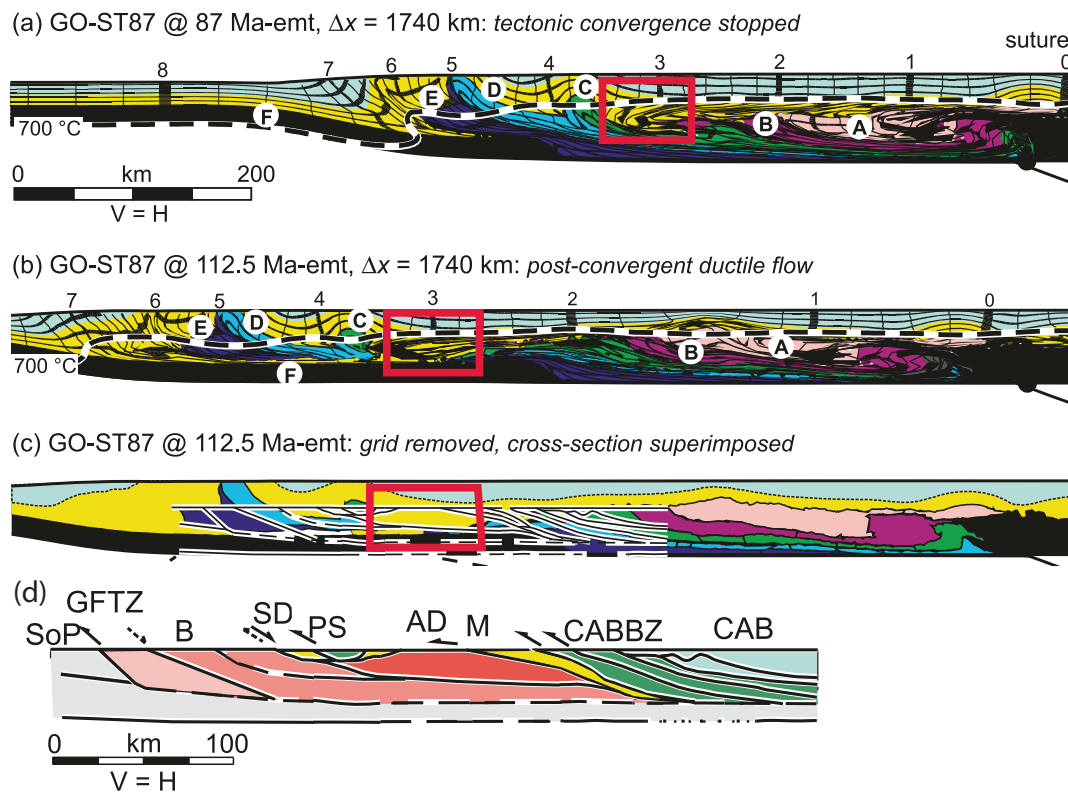 (a) GO-ST87 @ 87 Ma-emt, Δx = 1740 km: tectonic convergence stopped
suture
8 7 6 5 4 3 2 1 0
E D C B A F
700 °C
0 km 200
V = H
(b) GO-ST87 @ 112.5 Ma-emt, Δx = 1740 km: post-convergent ductile flow
7 6 5 4 3 2 1 0
E D C B A F
700 °C
(c) GO-ST87 @ 112.5 Ma-emt: grid removed, cross-section superimposed
(d)
GFTZ
SoP B SD PS AD M CABBZ CAB
0 km 100
V = H